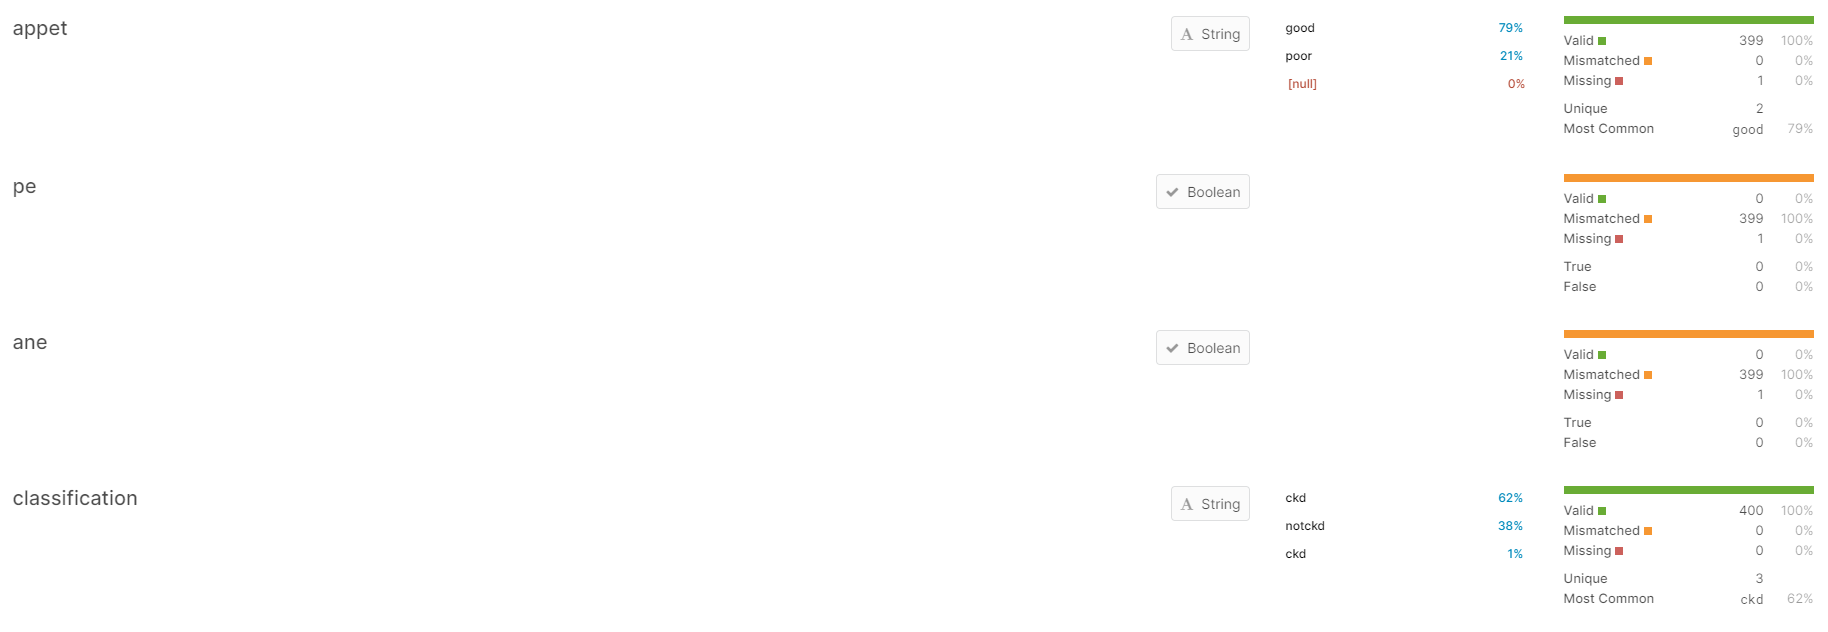 appet
String
good 79%
poor 21%
[null] 0%
Valid 399 100%
Mismatched 0 0%
Missing 1 0%
Unique 2
Most Common good 79%
pe
Boolean
Valid 0 0%
Mismatched 399 100%
Missing 1 0%
True 0 0%
False 0 0%
ane
Boolean
Valid 0 0%
Mismatched 399 100%
Missing 1 0%
True 0 0%
False 0 0%
classification
A String
ckd 62%
notckd 38%
ckd 1%
Valid 400 100%
Mismatched 0 0%
Missing 0 0%
Unique 3
Most Common ckd 62%